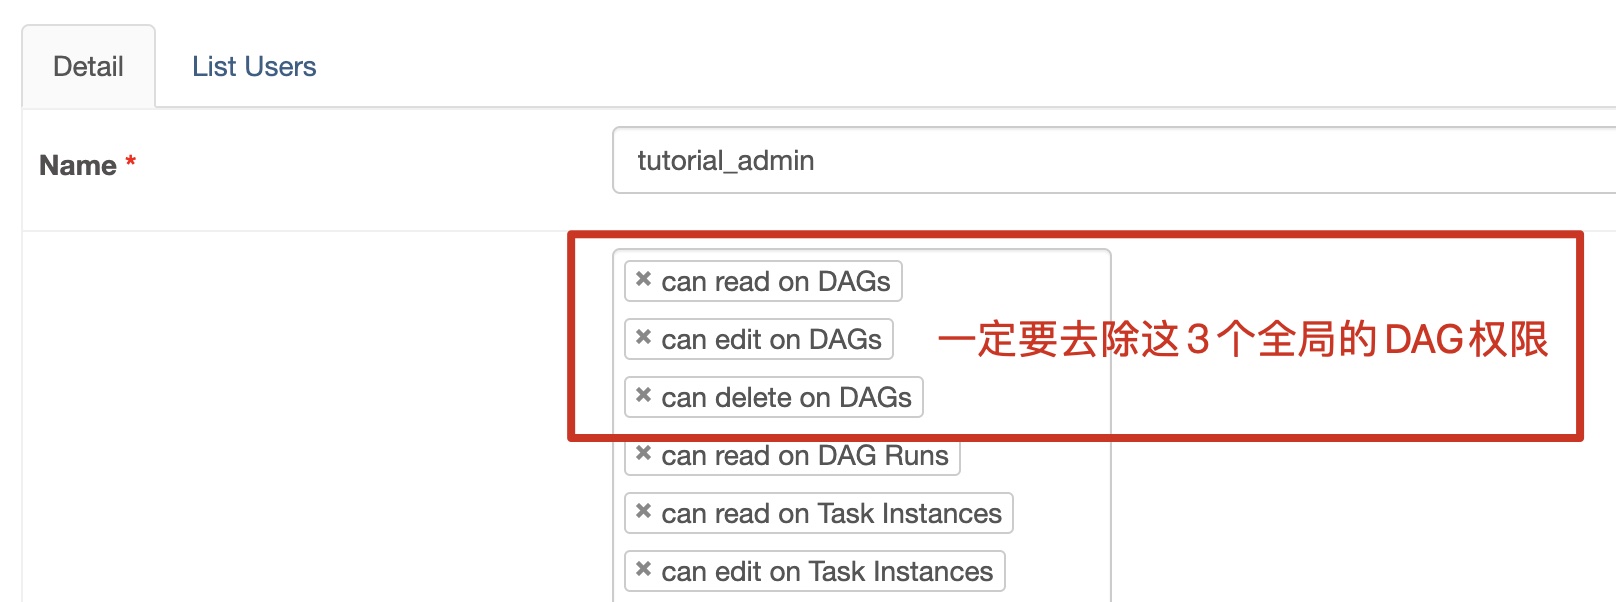 Detail
List Users
Name *
tutorial_admin
can read on DAGs
can edit on DAGs
一定要去除这3个全局的DAG权限
can delete on DAGs
can read on DAG Runs
can read on Task Instances
can edit on Task Instances